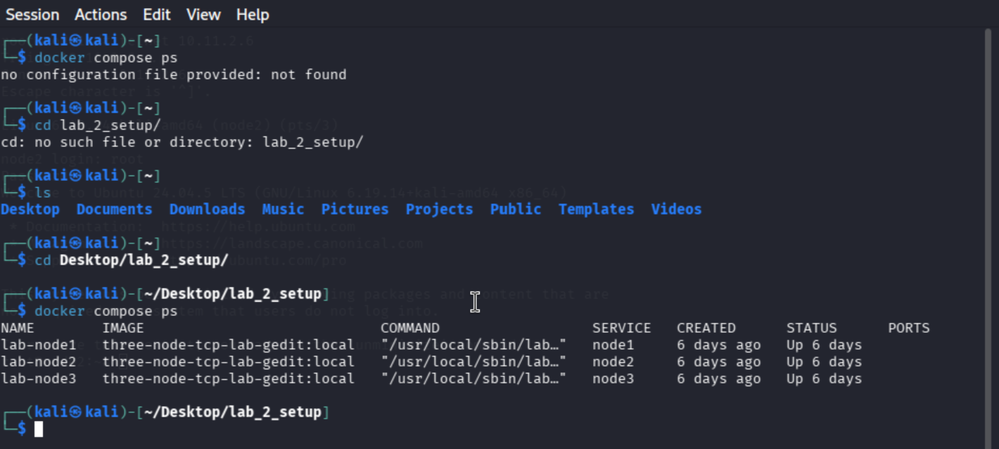 Session Actions Edit View Help
┌──(kali㉿kali)-[~]
└─$ docker compose ps
no configuration file provided: not found
┌──(kali㉿kali)-[~]
└─$ cd lab_2_setup/
cd: no such file or directory: lab_2_setup/
┌──(kali㉿kali)-[~]
└─$ ls
Desktop Documents Downloads Music Pictures Projects Public Templates Videos
┌──(kali㉿kali)-[~]
└─$ cd Desktop/lab_2_setup/
┌──(kali㉿kali)-[~/Desktop/lab_2_setup]
└─$ docker compose ps
NAME IMAGE COMMAND SERVICE CREATED STATUS PORTS
lab-node1 three-node-tcp-lab-gedit:local "/usr/local/sbin/lab…" node1 6 days ago Up 6 days
lab-node2 three-node-tcp-lab-gedit:local "/usr/local/sbin/lab…" node2 6 days ago Up 6 days
lab-node3 three-node-tcp-lab-gedit:local "/usr/local/sbin/lab…" node3 6 days ago Up 6 days
┌──(kali㉿kali)-[~/Desktop/lab_2_setup]
└─$